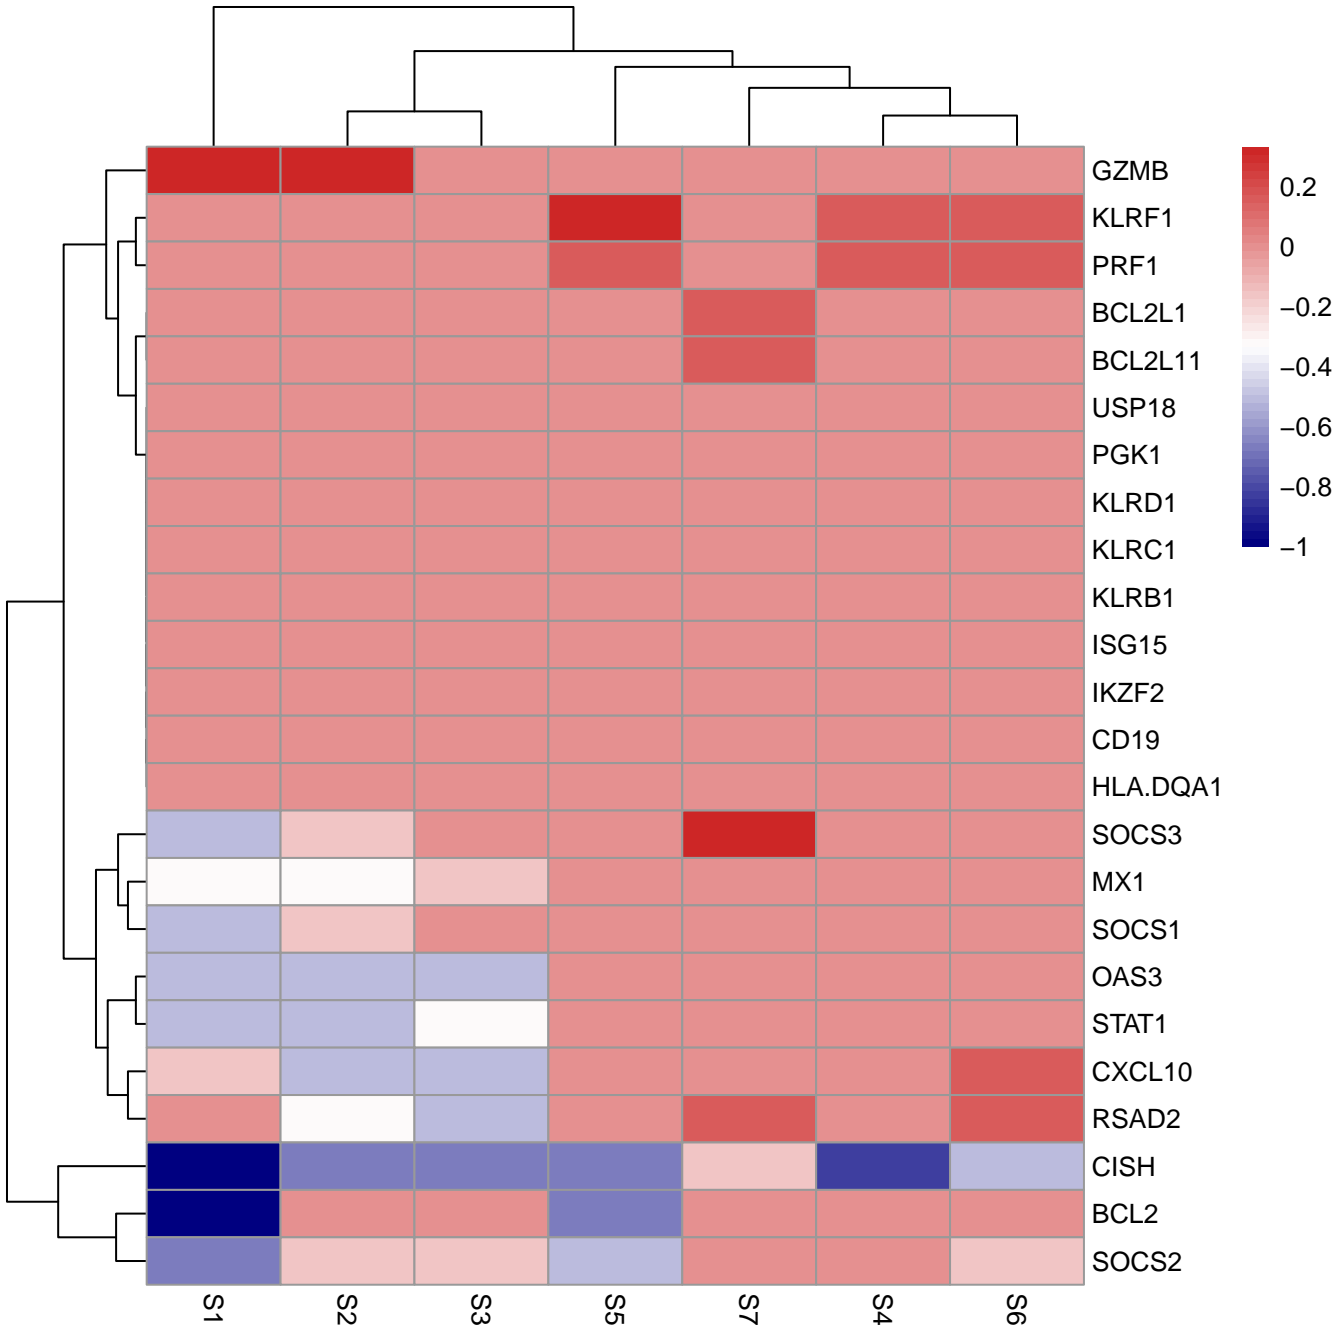 GZMB
KLRF1
PRF1
BCL2L1
BCL2L11
USP18
PGK1
KLRD1
KLRC1
KLRB1
ISG15
IKZF2
CD19
HLA.DQA1
SOCS3
MX1
SOCS1
OAS3
STAT1
CXCL10
RSAD2
CISH
BCL2
SOCS2
0.2
0
−0.2
−0.4
−0.6
−0.8
−1
S1
S2
S3
S5
S7
S4
S6